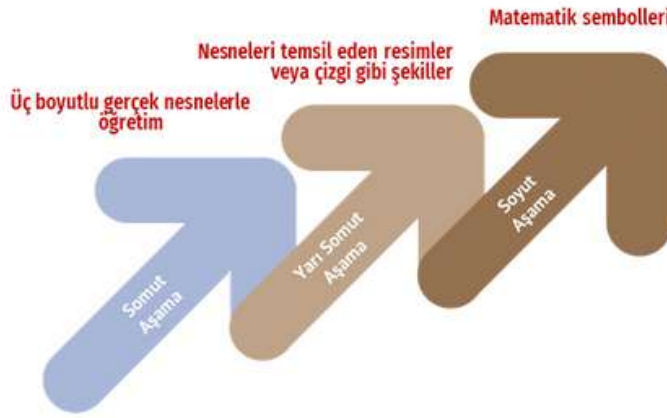 Matematik sembolleri
Nesneleri temsil eden resimler
veya çizgi gibi şekiller
Üç boyutlu gerçek nesnelerle
öğretim
Somut
Aşama
Yarı Somut
Aşama
Soyut
Aşama